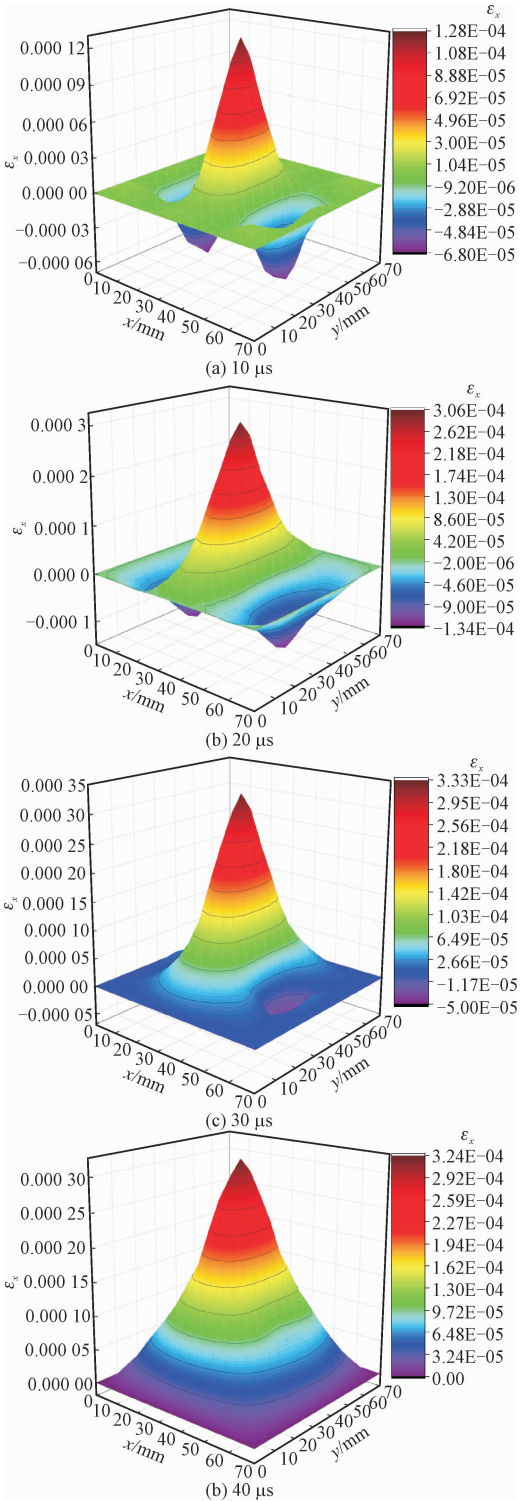 εx
0.000 12
0.000 09
0.000 06
0.000 03
0.000 00
−0.000 03
−0.000 06
εx
0
10
20
30
40
50
60
70
x/mm
0
10
20
30
40
50
60
70
y/mm
1.28E−04
1.08E−04
8.88E−05
6.92E−05
4.96E−05
3.00E−05
1.04E−05
−9.20E−06
−2.88E−05
−4.84E−05
−6.80E−05
(a) 10 μs
εx
0.000 3
0.000 2
0.000 1
0.000 0
−0.000 1
εx
0
10
20
30
40
50
60
70
x/mm
0
10
20
30
40
50
60
70
y/mm
3.06E−04
2.62E−04
2.18E−04
1.74E−04
1.30E−04
8.60E−05
4.20E−05
−2.00E−06
−4.60E−05
−9.00E−05
−1.34E−04
(b) 20 μs
εx
0.000 35
0.000 30
0.000 25
0.000 20
0.000 15
0.000 10
0.000 05
0.000 00
−0.000 05
εx
0
10
20
30
40
50
60
70
x/mm
0
10
20
30
40
50
60
70
y/mm
3.33E−04
2.95E−04
2.56E−04
2.18E−04
1.80E−04
1.42E−04
1.03E−04
6.49E−05
2.66E−05
−1.17E−05
−5.00E−05
(c) 30 μs
εx
0.000 30
0.000 25
0.000 20
0.000 15
0.000 10
0.000 05
0.000 00
εx
0
10
20
30
40
50
60
70
x/mm
0
10
20
30
40
50
60
70
y/mm
3.24E−04
2.92E−04
2.59E−04
2.27E−04
1.94E−04
1.62E−04
1.30E−04
9.72E−05
6.48E−05
3.24E−05
0.00
(b) 40 μs